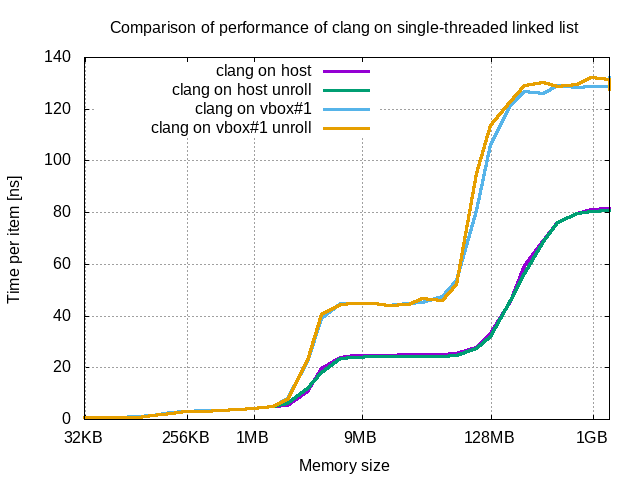 Comparison of performance of clang on single-threaded linked list
140
120
100
80
60
40
20
0
Time per item [ns]
clang on host
clang on host unroll
clang on vbox#1
clang on vbox#1 unroll
32KB 256KB 1MB 9MB 128MB 1GB
Memory size